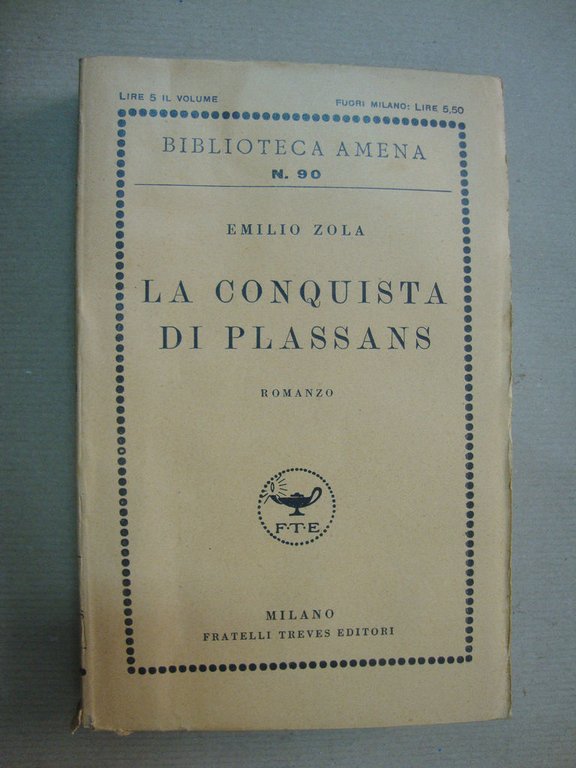 LIRE 5 IL VOLUME FUORI MILANO: LIRE 5,50
BIBLIOTECA AMENA
N. 90
EMILIO ZOLA
LA CONQUISTA
DI PLASSANS
ROMANZO
F·T·E
MILANO
FRATELLI TREVES EDITORI